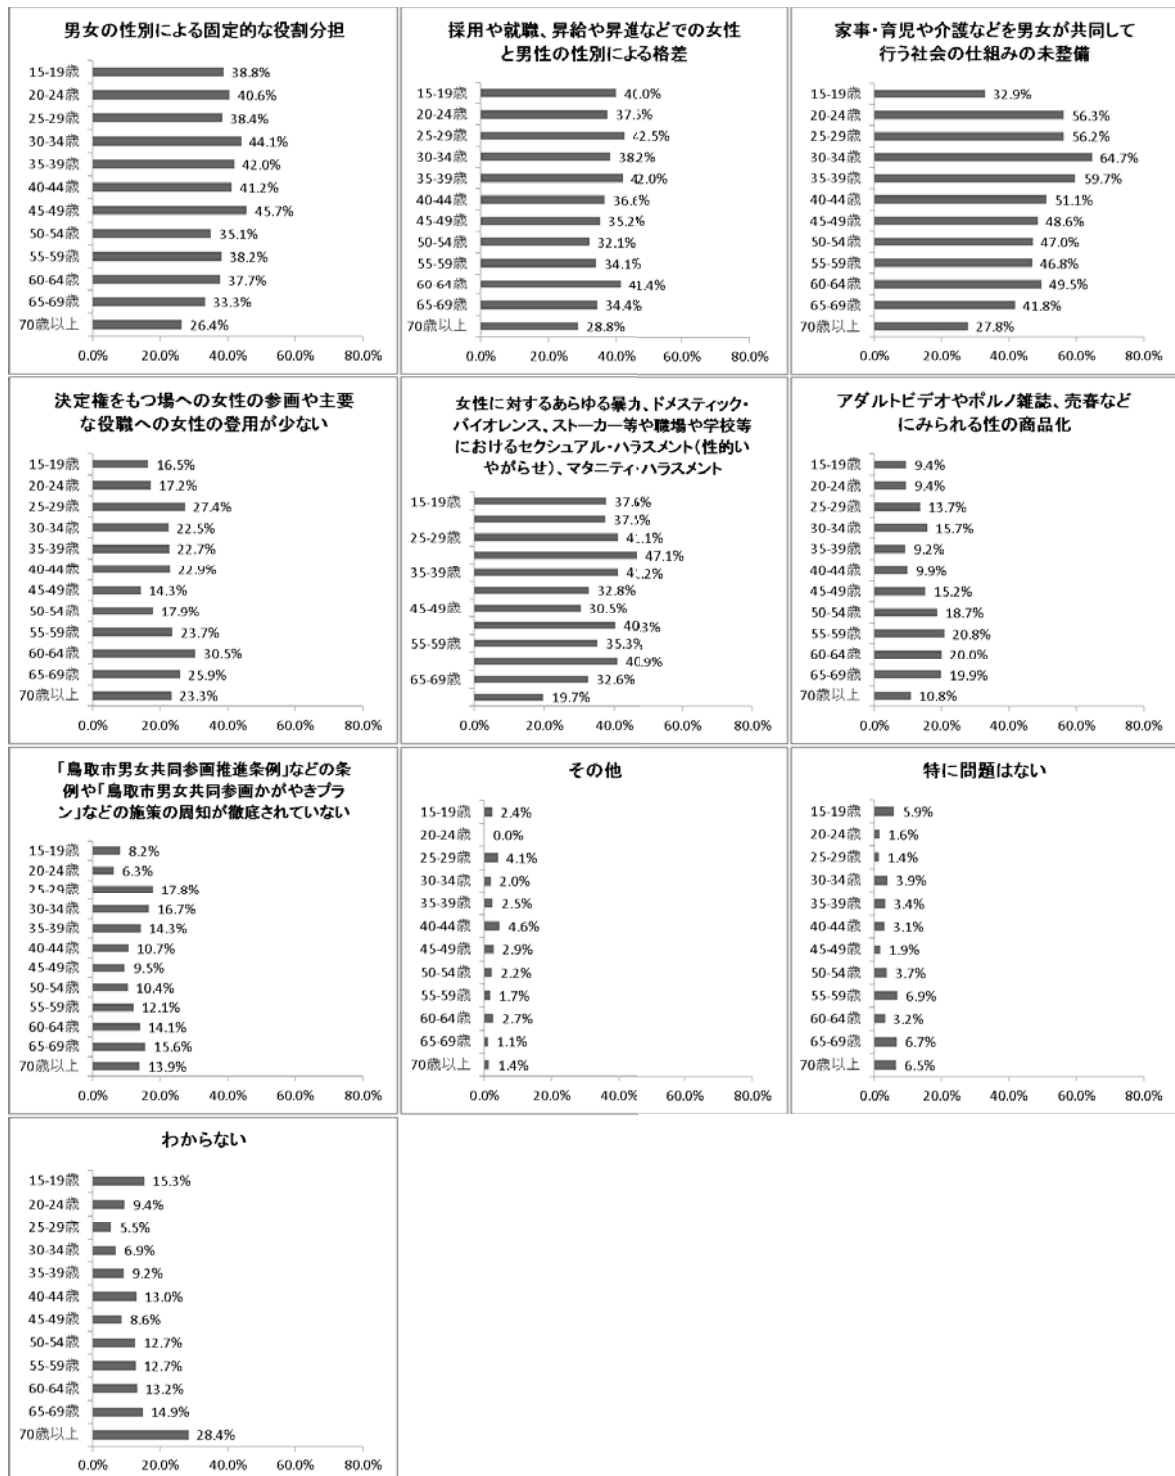 男女の性別による固定的な役割分担
15-19歳 38.8%
20-24歳 40.6%
25-29歳 38.4%
30-34歳 44.1%
35-39歳 42.0%
40-44歳 41.2%
45-49歳 45.7%
50-54歳 35.1%
55-59歳 38.2%
60-64歳 37.7%
65-69歳 33.3%
70歳以上 26.4%
0.0% 20.0% 40.0% 60.0% 80.0%
採用や就職、昇給や昇進などでの女性
と男性の性別による格差
15-19歳 40.0%
20-24歳 37.5%
25-29歳 42.5%
30-34歳 38.2%
35-39歳 42.0%
40-44歳 36.6%
45-49歳 35.2%
50-54歳 32.1%
55-59歳 34.1%
60-64歳 41.4%
65-69歳 34.4%
70歳以上 28.8%
0.0% 20.0% 40.0% 60.0% 80.0%
家事・育児や介護などを男女が共同して
行う社会の仕組みの未整備
15-19歳 32.9%
20-24歳 56.3%
25-29歳 56.2%
30-34歳 64.7%
35-39歳 59.7%
40-44歳 51.1%
45-49歳 48.6%
50-54歳 47.0%
55-59歳 46.8%
60-64歳 49.5%
65-69歳 41.8%
70歳以上 27.8%
0.0% 20.0% 40.0% 60.0% 80.0%
決定権をもつ場への女性の参画や主要
な役職への女性の登用が少ない
15-19歳 16.5%
20-24歳 17.2%
25-29歳 27.4%
30-34歳 22.5%
35-39歳 22.7%
40-44歳 22.9%
45-49歳 14.3%
50-54歳 17.9%
55-59歳 23.7%
60-64歳 30.5%
65-69歳 25.9%
70歳以上 23.3%
0.0% 20.0% 40.0% 60.0% 80.0%
女性に対するあらゆる暴力、ドメスティック・
バイオレンス、ストーカー等や職場や学校等
におけるセクシュアル・ハラスメント(性的い
やがらせ)、マタニティ・ハラスメント
15-19歳 37.6%
37.5%
25-29歳 41.1%
47.1%
35-39歳 41.2%
32.8%
45-49歳 30.5%
40.3%
55-59歳 35.3%
40.9%
65-69歳 32.6%
19.7%
0.0% 20.0% 40.0% 60.0% 80.0%
アダルトビデオやポルノ雑誌、売春など
にみられる性の商品化
15-19歳 9.4%
20-24歳 9.4%
25-29歳 13.7%
30-34歳 15.7%
35-39歳 9.2%
40-44歳 9.9%
45-49歳 15.2%
50-54歳 18.7%
55-59歳 20.8%
60-64歳 20.0%
65-69歳 19.9%
70歳以上 10.8%
0.0% 20.0% 40.0% 60.0% 80.0%
「鳥取市男女共同参画推進条例」などの条
例や「鳥取市男女共同参画かがやきプラ
ン」などの施策の周知が徹底されていない
15-19歳 8.2%
20-24歳 6.3%
25-29歳 17.8%
30-34歳 16.7%
35-39歳 14.3%
40-44歳 10.7%
45-49歳 9.5%
50-54歳 10.4%
55-59歳 12.1%
60-64歳 14.1%
65-69歳 15.6%
70歳以上 13.9%
0.0% 20.0% 40.0% 60.0% 80.0%
その他
15-19歳 2.4%
20-24歳 0.0%
25-29歳 4.1%
30-34歳 2.0%
35-39歳 2.5%
40-44歳 4.6%
45-49歳 2.9%
50-54歳 2.2%
55-59歳 1.7%
60-64歳 2.7%
65-69歳 1.1%
70歳以上 1.4%
0.0% 20.0% 40.0% 60.0% 80.0%
特に問題はない
15-19歳 5.9%
20-24歳 1.6%
25-29歳 1.4%
30-34歳 3.9%
35-39歳 3.4%
40-44歳 3.1%
45-49歳 1.9%
50-54歳 3.7%
55-59歳 6.9%
60-64歳 3.2%
65-69歳 6.7%
70歳以上 6.5%
0.0% 20.0% 40.0% 60.0% 80.0%
わからない
15-19歳 15.3%
20-24歳 9.4%
25-29歳 5.5%
30-34歳 6.9%
35-39歳 9.2%
40-44歳 13.0%
45-49歳 8.6%
50-54歳 12.7%
55-59歳 12.7%
60-64歳 13.2%
65-69歳 14.9%
70歳以上 28.4%
0.0% 20.0% 40.0% 60.0% 80.0%